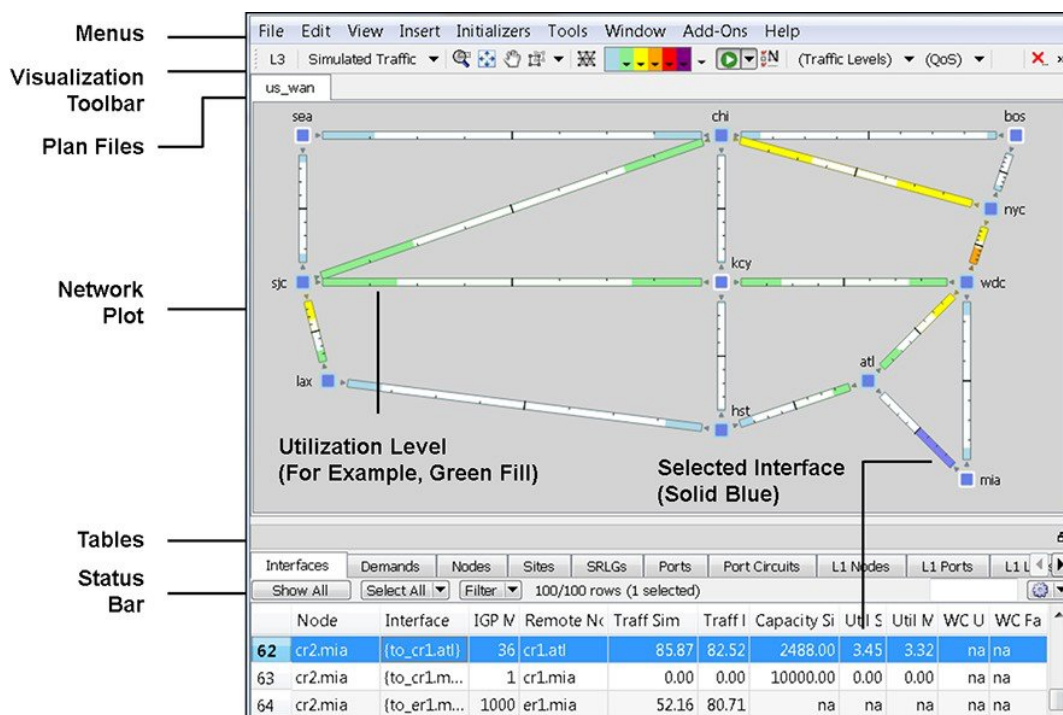 Menus
File Edit View Insert Initializers Tools Window Add-Ons Help
Visualization
Toolbar
L3 Simulated Traffic (Traffic Levels) (QoS)
Plan Files
us_wan
sea chi bos
nyc
kcy
sjc wdc
Network
Plot
atl
lax
hst
Utilization Level
(For Example, Green Fill)
Selected Interface
(Solid Blue)
mia
Tables
Interfaces Demands Nodes Sites SRLGs Ports Port Circuits L1 Nodes L1 Ports L1 L
Status
Bar
Show All Select All Filter 100/100 rows (1 selected)
Node Interface IGP M Remote No Traff Sim Traff I Capacity Si Util S Util M WC U WC Fa
62 cr2.mia {to_cr1.atl} 36 cr1.atl 85.87 82.52 2488.00 3.45 3.32 na na
63 cr2.mia {to_cr1.m... 1 cr1.mia 0.00 0.00 10000.00 0.00 0.00 na na
64 cr2.mia {to_er1.m... 1000 er1.mia 52.16 80.71 na na na na na